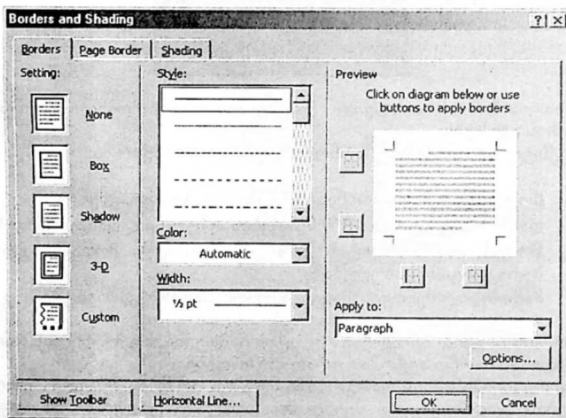 Borders and Shading
Borders Page Border Shading
Setting:
None
Box
Shadow
3-D
Custom
Style:
Color:
Automatic
Width:
½ pt
Preview
Click on diagram below or use
buttons to apply borders
Apply to:
Paragraph
Options...
Show Toolbar Horizontal Line... OK Cancel